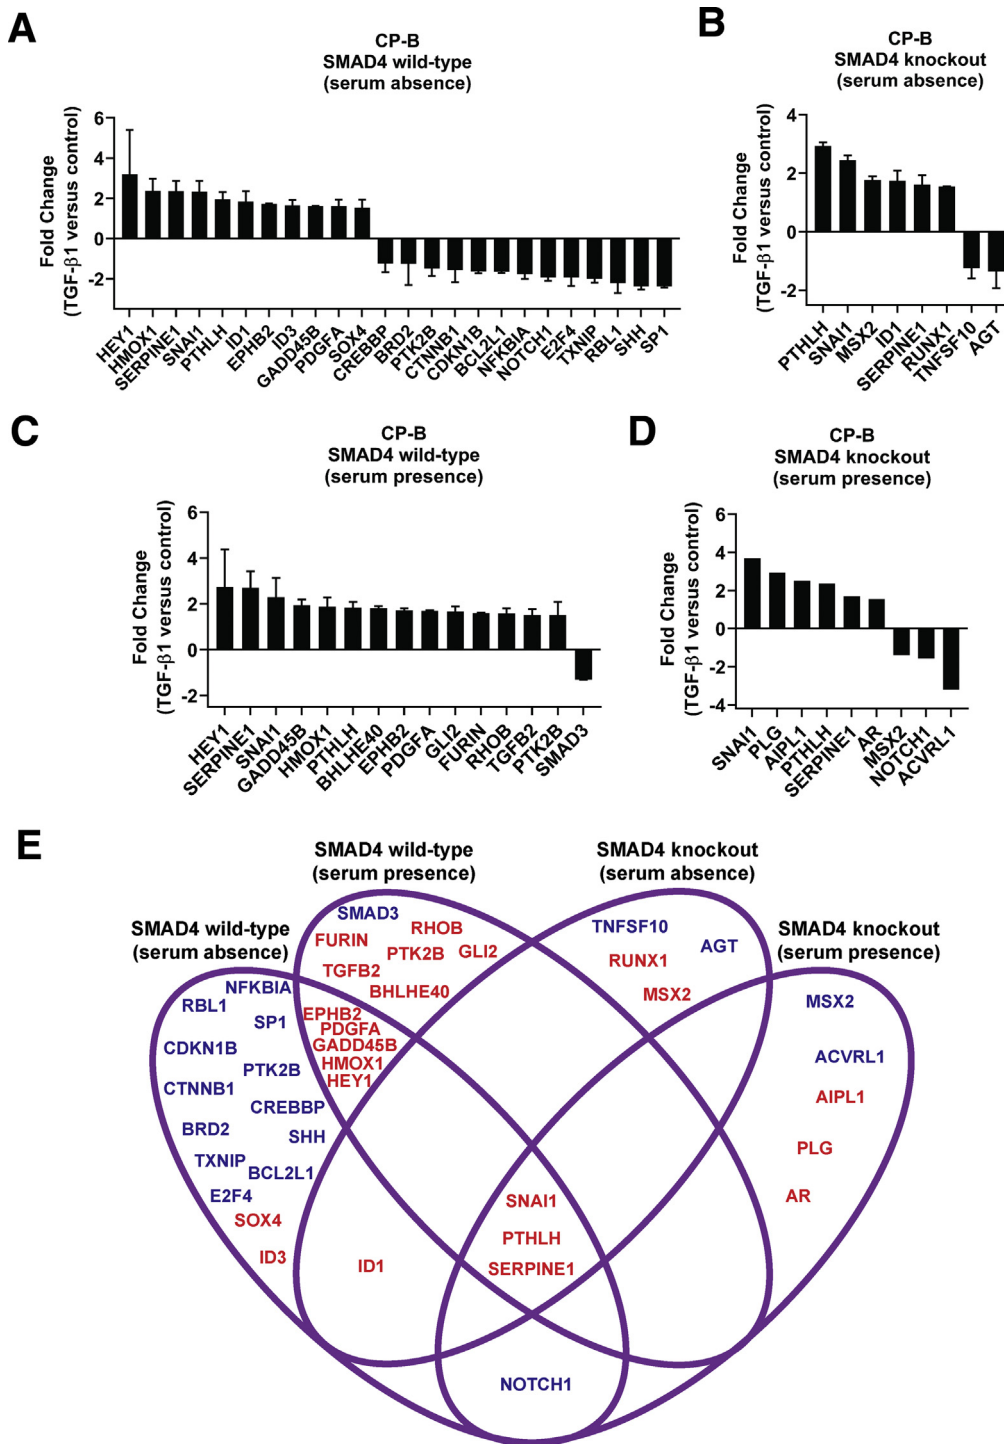 A
CP-B
SMAD4 wild-type
(serum absence)
Fold Change
(TGF-β1 versus control)
6
4
2
0
-2
HEY1
HMOX1
SERPINE1
SNAI1
PTHLH
ID1
EPHB2
ID3
GADD45B
PDGFA
SOX4
CREBBP
BRD2
PTK2B
CTNNB1
CDKN1B
BCL2L1
NFKBIA
NOTCH1
E2F4
TXNIP
RBL1
SHH
SP1
B
CP-B
SMAD4 knockout
(serum absence)
Fold Change
(TGF-β1 versus control)
4
2
0
-2
PTHLH
SNAI1
MSX2
ID1
SERPINE1
RUNX1
TNFSF10
AGT
C
CP-B
SMAD4 wild-type
(serum presence)
Fold Change
(TGF-β1 versus control)
6
4
2
0
-2
HEY1
SERPINE1
SNAI1
GADD45B
HMOX1
PTHLH
BHLHE40
EPHB2
PDGFA
GLI2
FURIN
RHOB
TGFB2
PTK2B
SMAD3
D
CP-B
SMAD4 knockout
(serum presence)
Fold Change
(TGF-β1 versus control)
6
4
2
0
-2
-4
SNAI1
PLG
AIPL1
PTHLH
SERPINE1
AR
MSX2
NOTCH1
ACVRL1
E
SMAD4 wild-type
(serum absence)
SMAD4 wild-type
(serum presence)
SMAD4 knockout
(serum absence)
SMAD4 knockout
(serum presence)
NFKBIA
RBL1
SP1
CDKN1B
PTK2B
CTNNB1
CREBBP
BRD2
SHH
TXNIP
BCL2L1
E2F4
SOX4
ID3
SMAD3
RHOB
FURIN
PTK2B
GLI2
TGFB2
BHLHE40
EPHB2
PDGFA
GADD45B
HMOX1
HEY1
TNFSF10
AGT
RUNX1
MSX2
MSX2
ACVRL1
AIPL1
PLG
AR
ID1
SNAI1
PTHLH
SERPINE1
NOTCH1